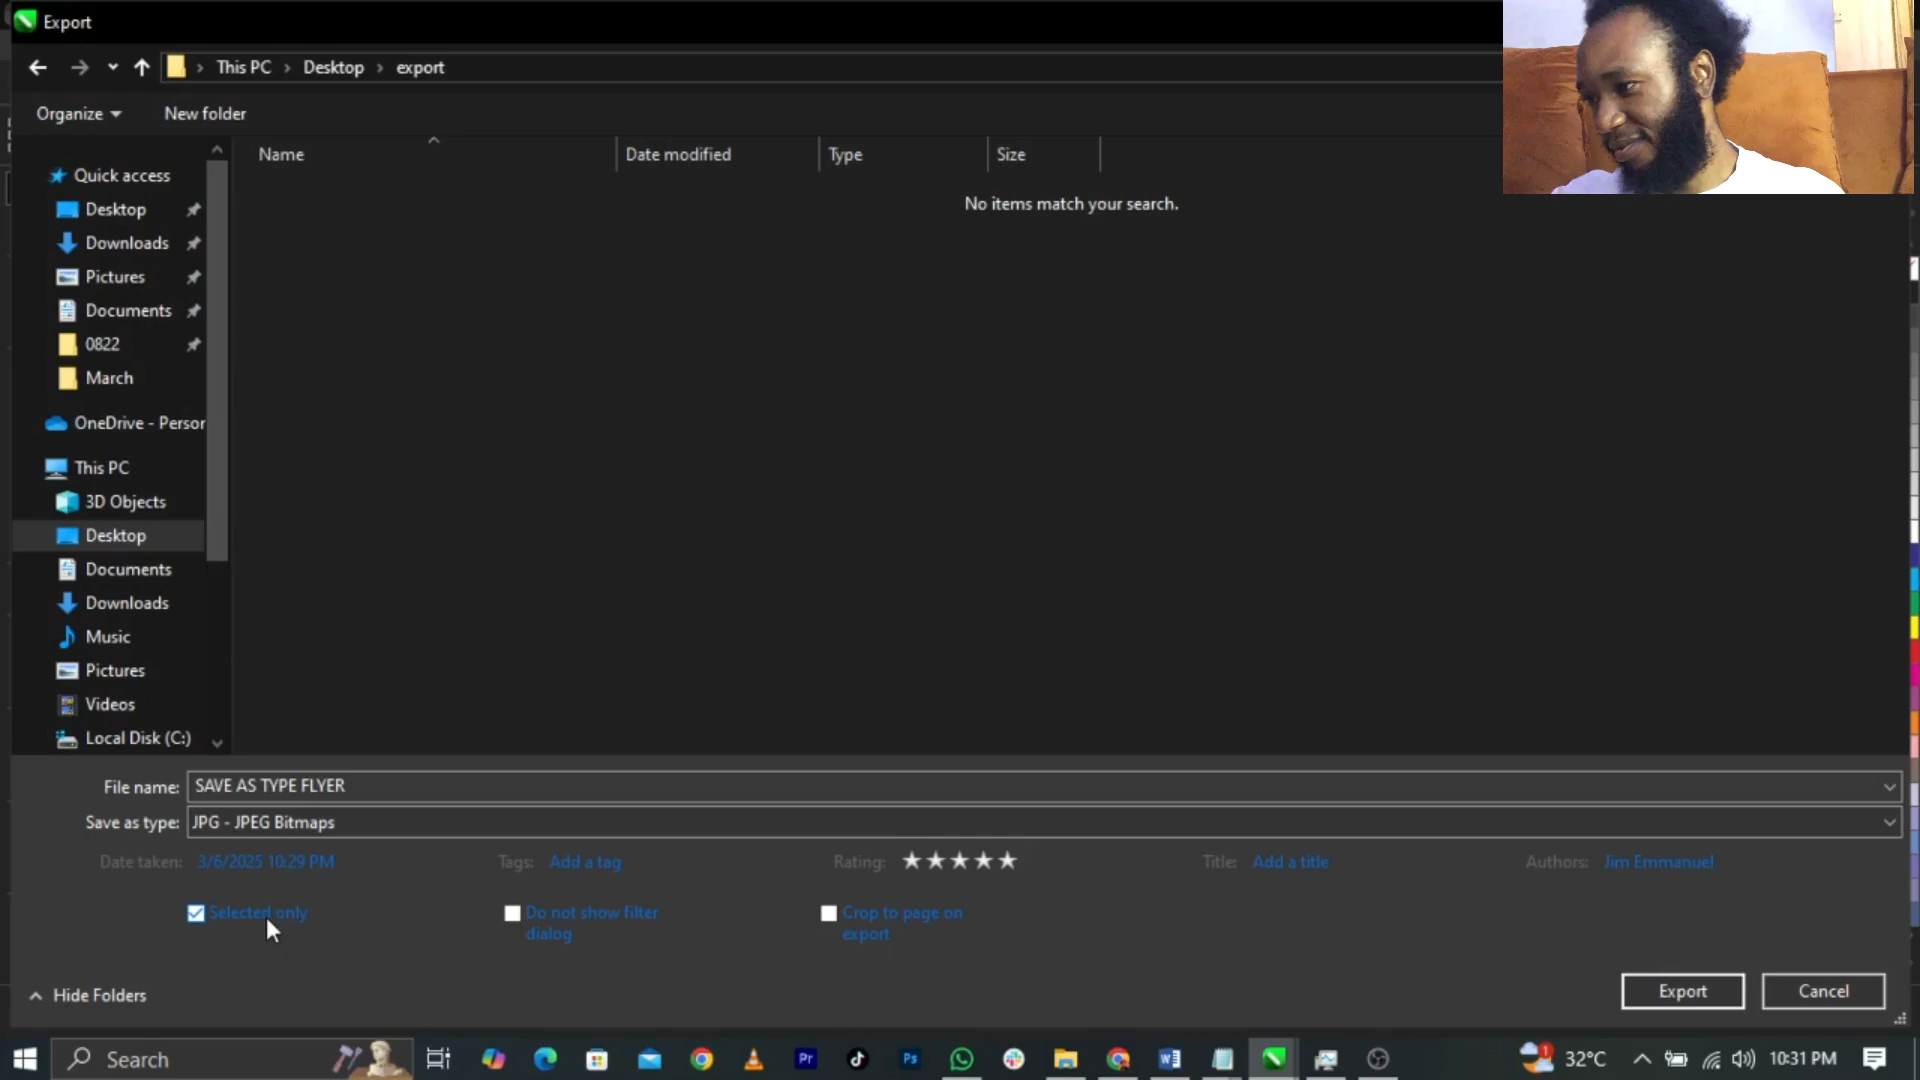 Export
This PC
Desktop
export
Organize
New folder
Name
Date modified
Type
Size
No items match your search.
Quick access
Desktop
Downloads
Pictures
Documents
0822
March
OneDrive - Person
This PC
3D Objects
Desktop
Documents
Downloads
Music
Pictures
Videos
Local Disk (C:)
File name: SAVE AS TYPE FLYER
Save as type: JPG - JPEG Bitmaps
Date taken: 3/6/2025 10:29 PM
Tags: Add a tag
Rating:
Title: Add a title
Authors: Jim Emmanuel
Selected only
Do not show filter
dialog
Crop to page on
export
Hide Folders
Export
Cancel
Search
Pr
Ps
1
32°C
10:31 PM